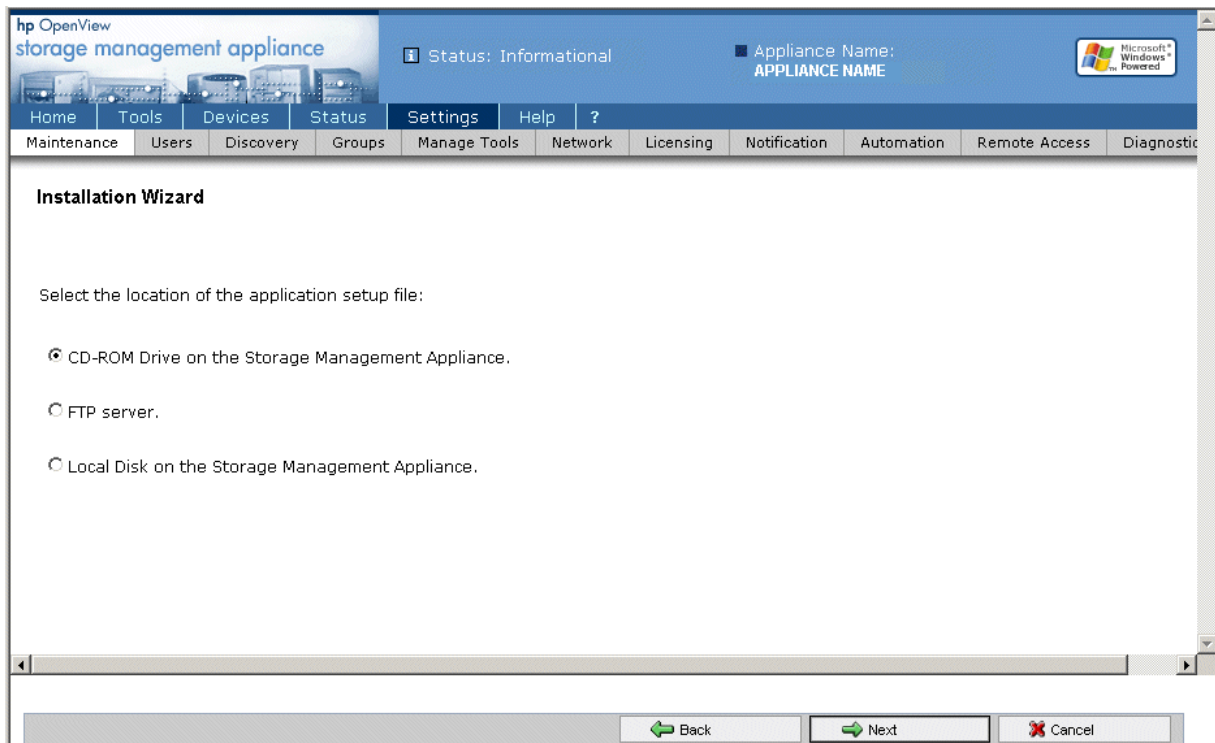 hp OpenView
storage management appliance
Status: Informational
Appliance Name:
APPLIANCE NAME
Microsoft®
Windows®
Powered
Home Tools Devices Status Settings Help ?
Maintenance Users Discovery Groups Manage Tools Network Licensing Notification Automation Remote Access Diagnostic
Installation Wizard
Select the location of the application setup file:
CD-ROM Drive on the Storage Management Appliance.
FTP server.
Local Disk on the Storage Management Appliance.
Back Next Cancel